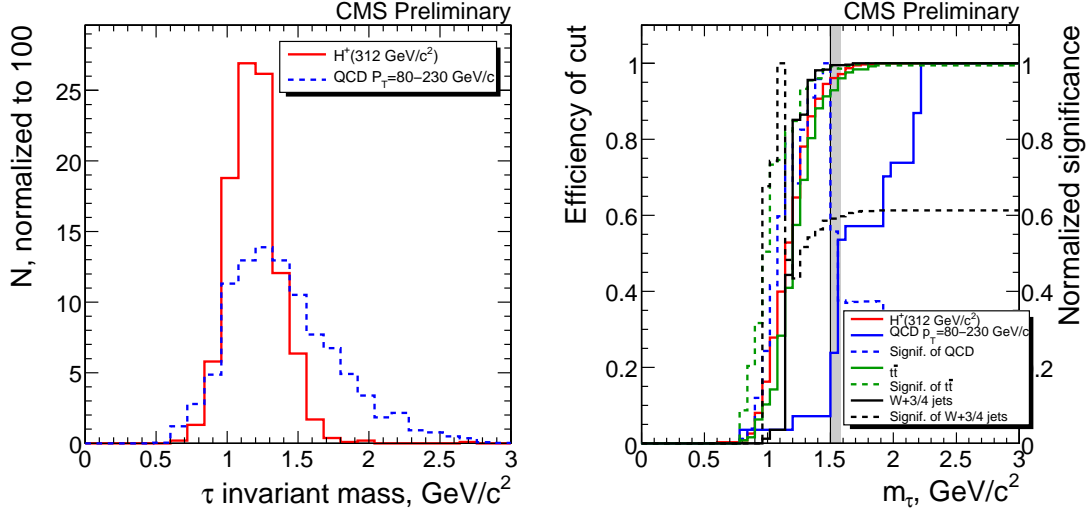 CMS Preliminary
N, normalized to 100
H⁺(312 GeV/c²)
QCD P_T=80–230 GeV/c
25
20
15
10
5
0
0 0.5 1 1.5 2 2.5 3
τ invariant mass, GeV/c²
CMS Preliminary
Efficiency of cut
Normalized significance
1
0.8
0.6
0.4
0.2
0
1
0.8
0.6
0.4
.2
0
H⁺(312 GeV/c²)
QCD p_T=80–230 GeV/c
Signif. of QCD
tt̄
Signif. of tt̄
W+3/4 jets
Signif. of W+3/4 jets
0 0.5 1 1.5 2 2.5 3
m_τ, GeV/c²